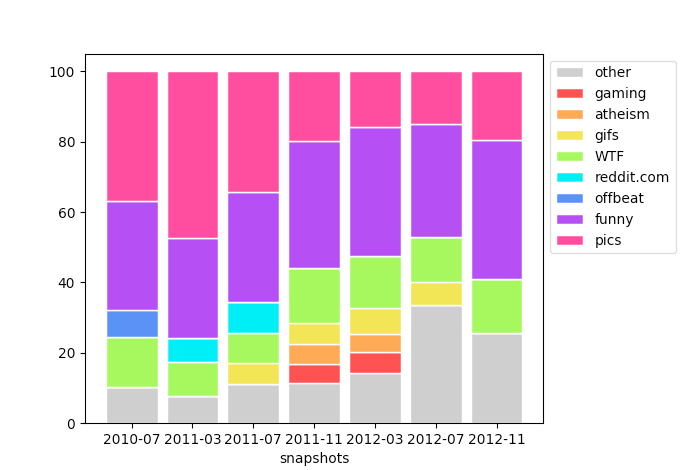 100
80
60
40
20
0
2010-07 2011-03 2011-07 2011-11 2012-03 2012-07 2012-11
snapshots
other
gaming
atheism
gifs
WTF
reddit.com
offbeat
funny
pics